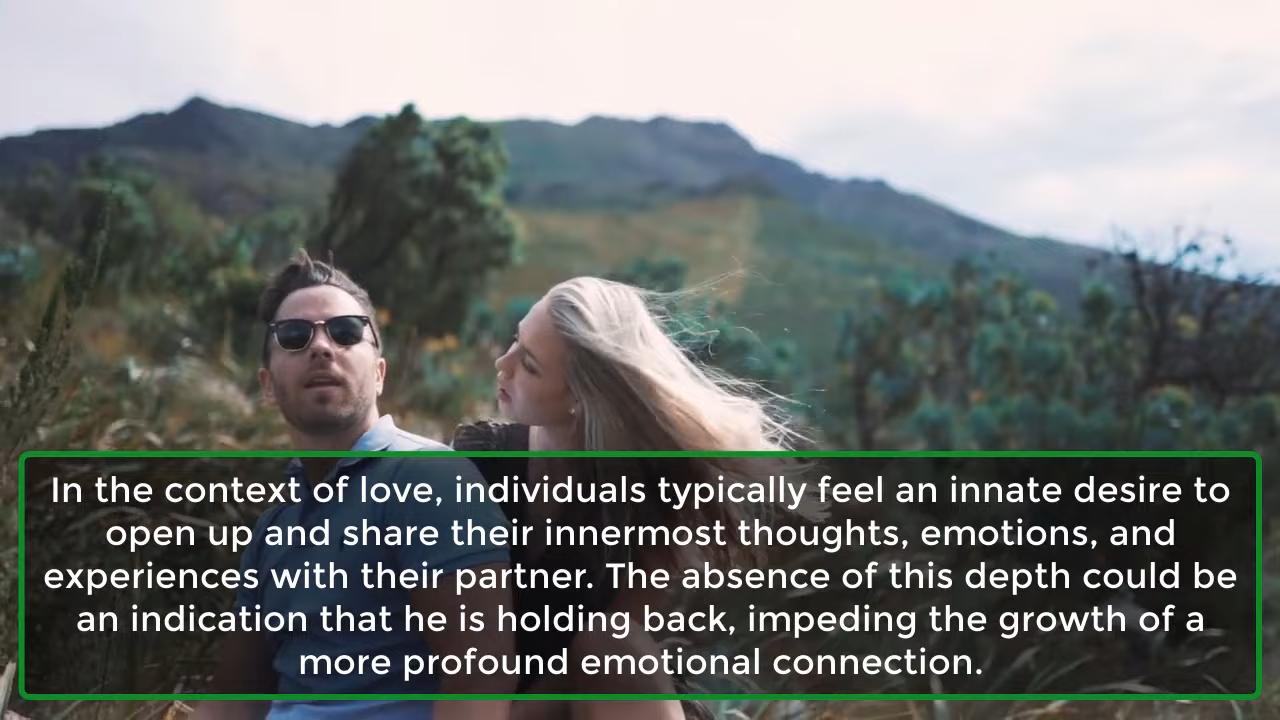 In the context of love, individuals typically feel an innate desire to
open up and share their innermost thoughts, emotions, and
experiences with their partner. The absence of this depth could be
an indication that he is holding back, impeding the growth of a
more profound emotional connection.